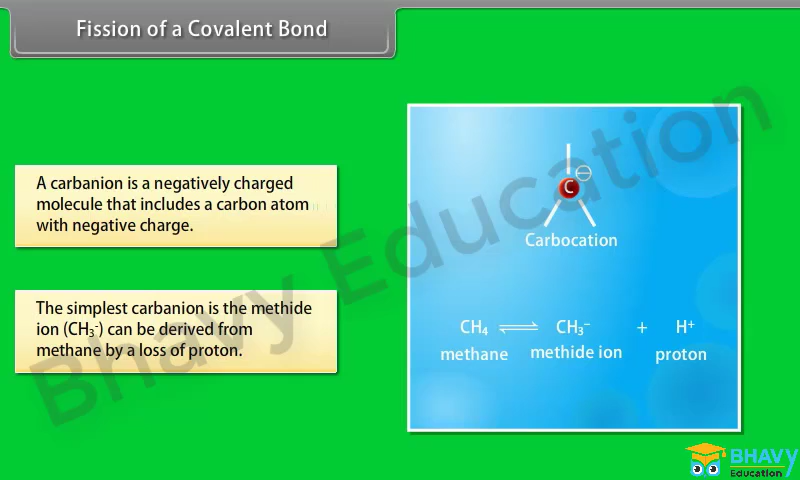 Fission of a Covalent Bond
A carbanion is a negatively charged
molecule that includes a carbon atom
with negative charge.
The simplest carbanion is the methide
ion (CH₃⁻) can be derived from
methane by a loss of proton.
C ⊖
Carbocation
CH₄ ⇌ CH₃⁻ + H⁺
methane methide ion proton
Bhavy Education
BHAVY
Education